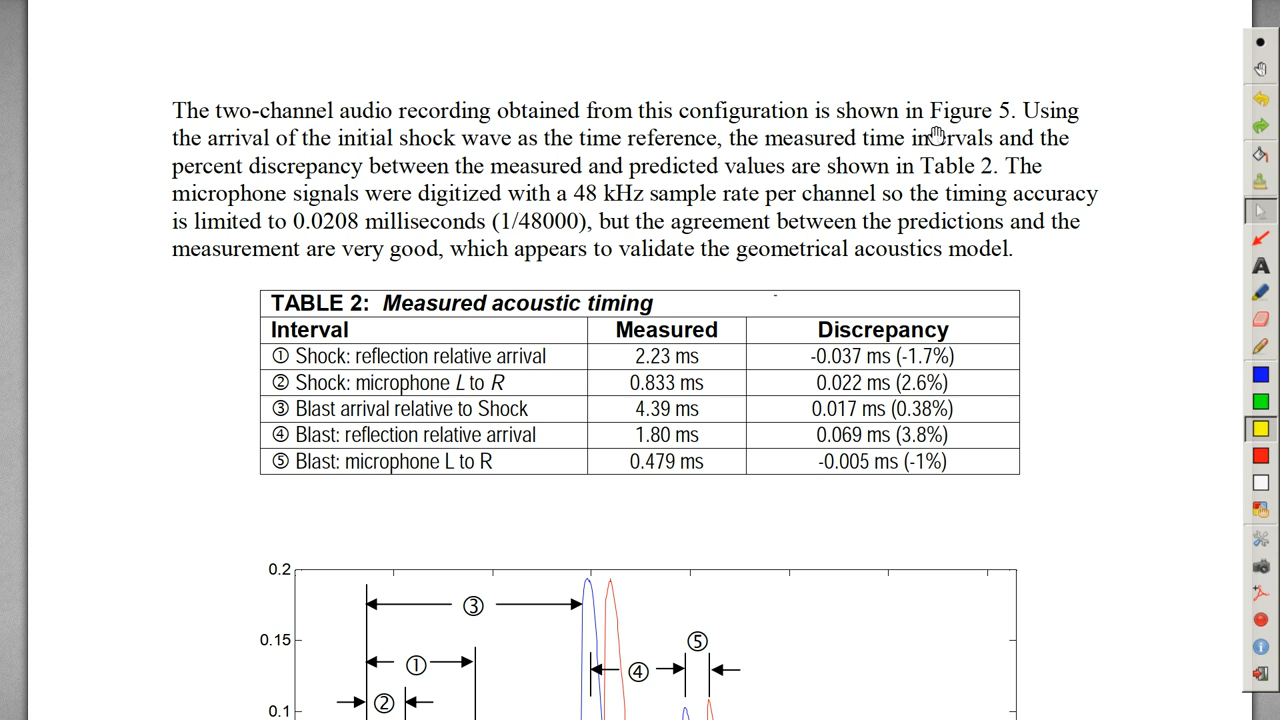 The two-channel audio recording obtained from this configuration is shown in Figure 5. Using
the arrival of the initial shock wave as the time reference, the measured time intervals and the
percent discrepancy between the measured and predicted values are shown in Table 2. The
microphone signals were digitized with a 48 kHz sample rate per channel so the timing accuracy
is limited to 0.0208 milliseconds (1/48000), but the agreement between the predictions and the
measurement are very good, which appears to validate the geometrical acoustics model.
TABLE 2: Measured acoustic timing
Interval Measured Discrepancy
① Shock: reflection relative arrival 2.23 ms -0.037 ms (-1.7%)
② Shock: microphone L to R 0.833 ms 0.022 ms (2.6%)
③ Blast arrival relative to Shock 4.39 ms 0.017 ms (0.38%)
④ Blast: reflection relative arrival 1.80 ms 0.069 ms (3.8%)
⑤ Blast: microphone L to R 0.479 ms -0.005 ms (-1%)
0.2
③
0.15
⑤
①
④
②
0.1